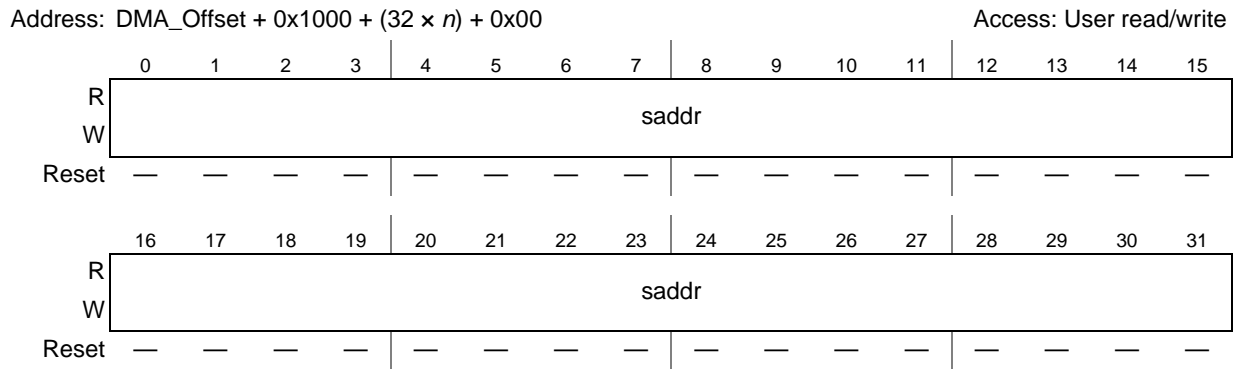 Address: DMA_Offset + 0x1000 + (32 × n) + 0x00 Access: User read/write
0 1 2 3 4 5 6 7 8 9 10 11 12 13 14 15
R
saddr
W
Reset — — — — — — — — — — — — — — — —
16 17 18 19 20 21 22 23 24 25 26 27 28 29 30 31
R
saddr
W
Reset — — — — — — — — — — — — — — — —